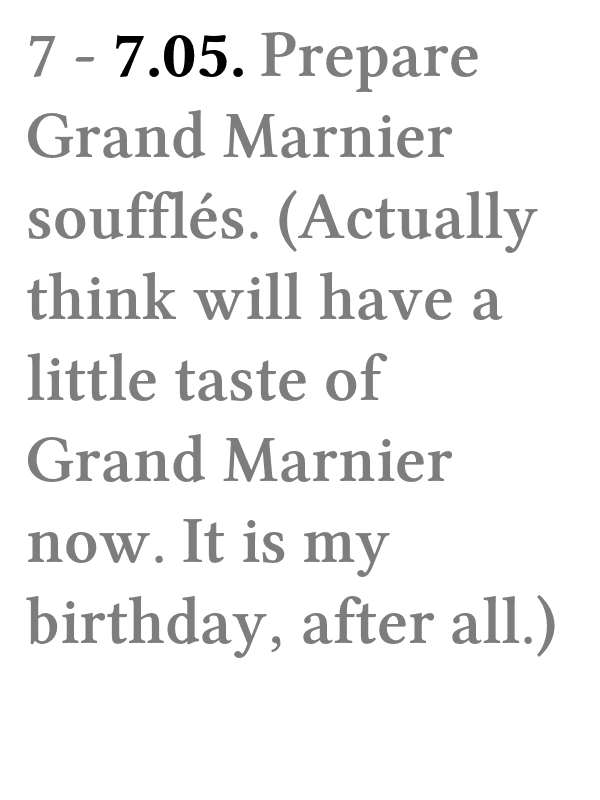 7 - 7.05. Prepare
Grand Marnier
soufflés. (Actually
think will have a
little taste of
Grand Marnier
now. It is my
birthday, after all.)